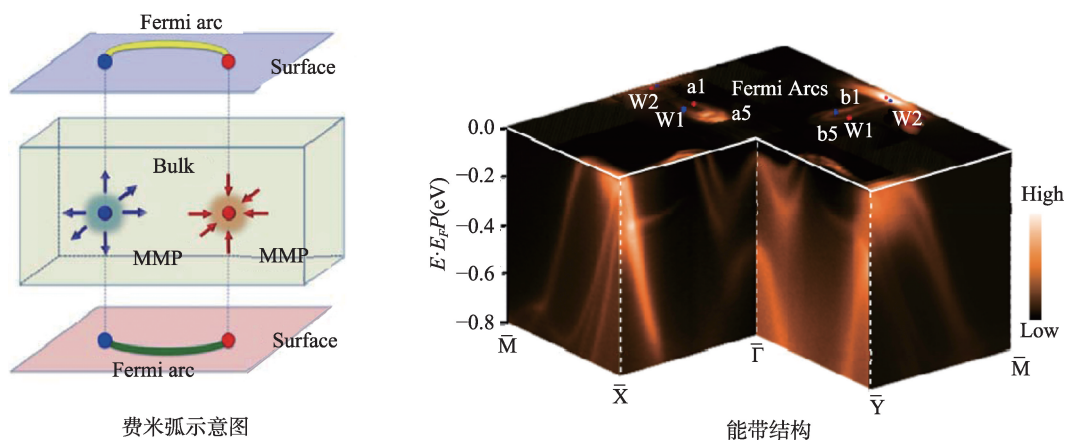 Fermi arc
Surface
Bulk
MMP
MMP
Surface
Fermi arc
费米弧示意图
Fermi Arcs
W2
a1
W1
a5
b1
b5
W1
W2
0.0
−0.2
−0.4
−0.6
−0.8
E·E_F P(eV)
M̅
X̅
Γ̅
Y̅
M̅
High
Low
能带结构